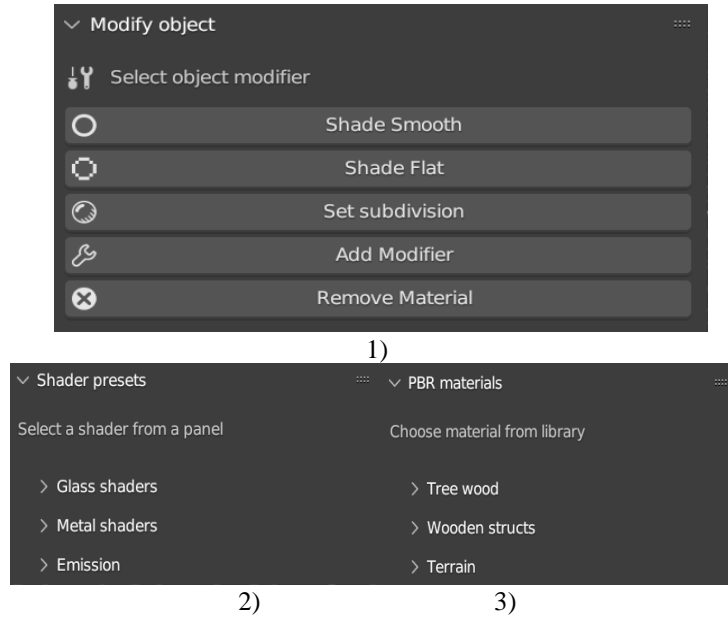 Modify object
Select object modifier
Shade Smooth
Shade Flat
Set subdivision
Add Modifier
Remove Material
1)
Shader presets
Select a shader from a panel
Glass shaders
Metal shaders
Emission
2)
PBR materials
Choose material from library
Tree wood
Wooden structs
Terrain
3)